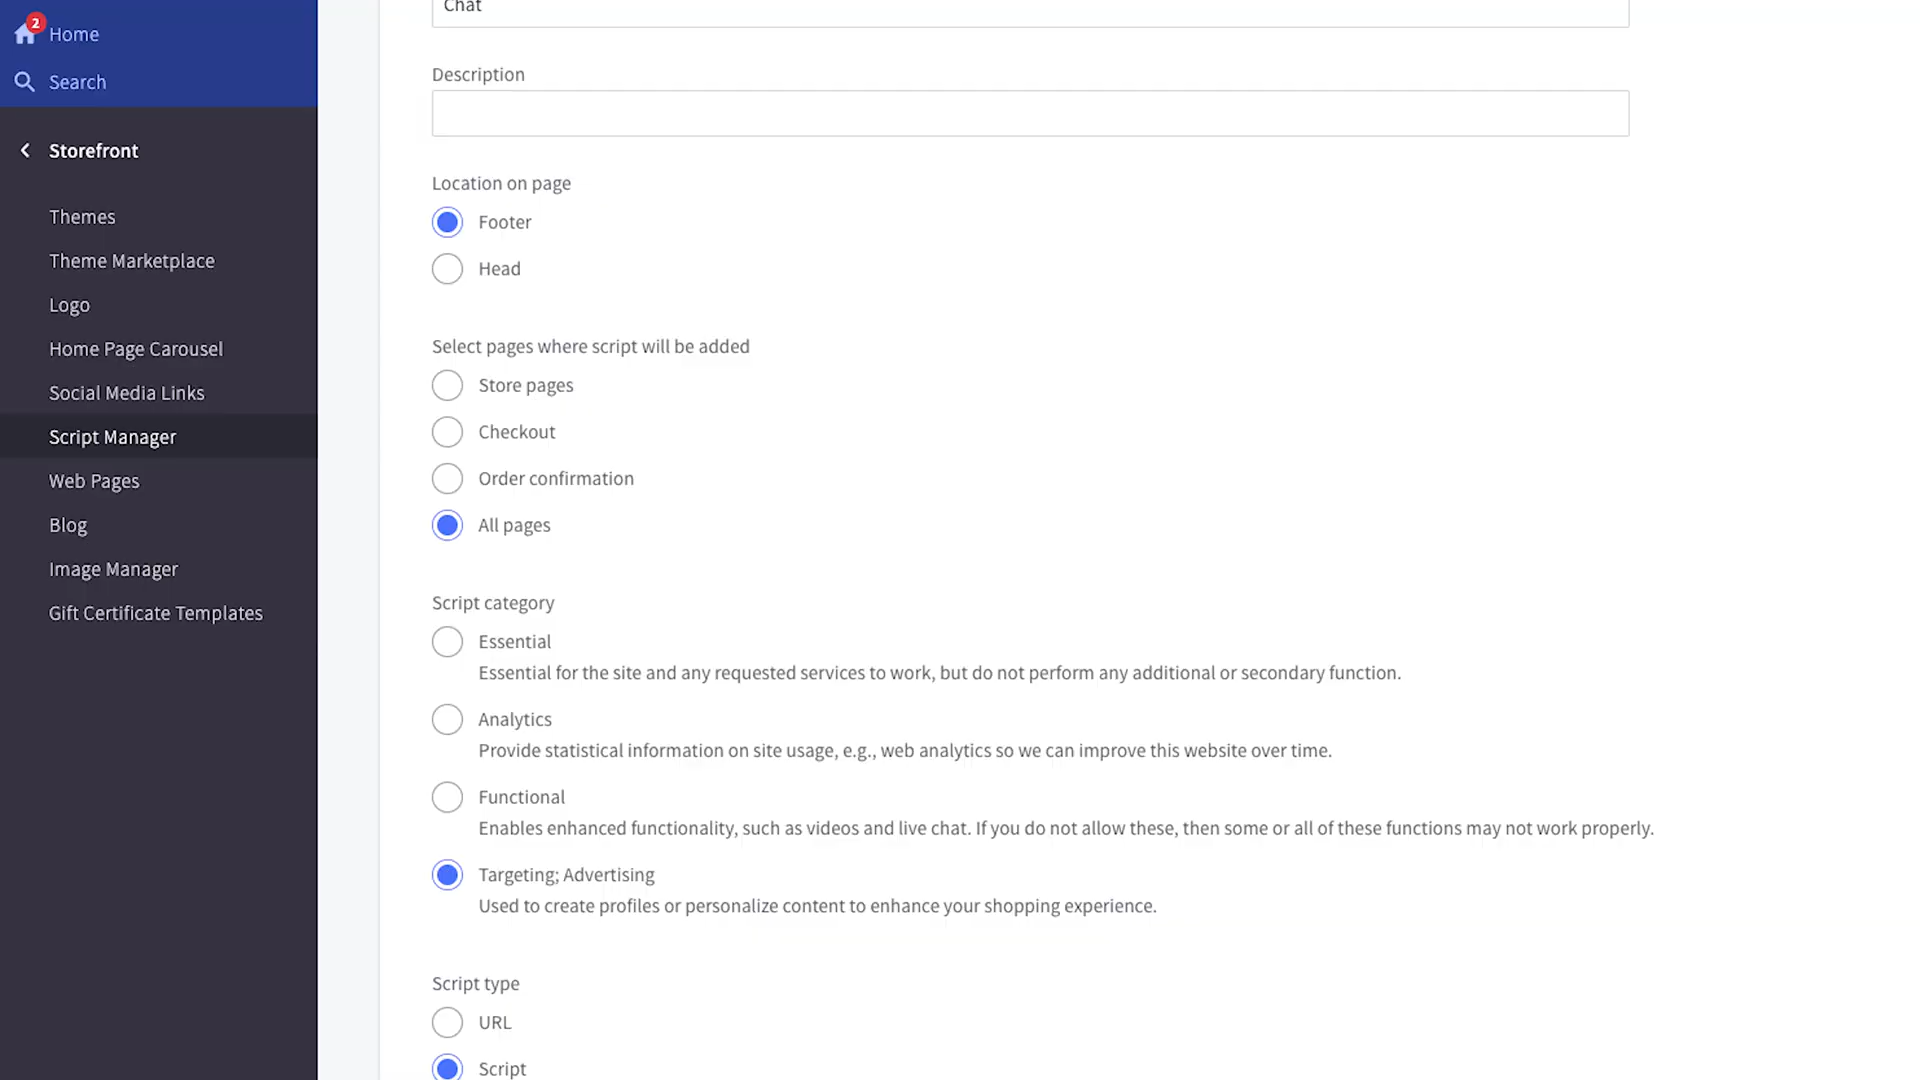 2
Home
Search
Storefront
Themes
Theme Marketplace
Logo
Home Page Carousel
Social Media Links
Script Manager
Web Pages
Blog
Image Manager
Gift Certificate Templates
Chat
Description
Location on page
Footer
Head
Select pages where script will be added
Store pages
Checkout
Order confirmation
All pages
Script category
Essential
Essential for the site and any requested services to work, but do not perform any additional or secondary function.
Analytics
Provide statistical information on site usage, e.g., web analytics so we can improve this website over time.
Functional
Enables enhanced functionality, such as videos and live chat. If you do not allow these, then some or all of these functions may not work properly.
Targeting; Advertising
Used to create profiles or personalize content to enhance your shopping experience.
Script type
URL
Script